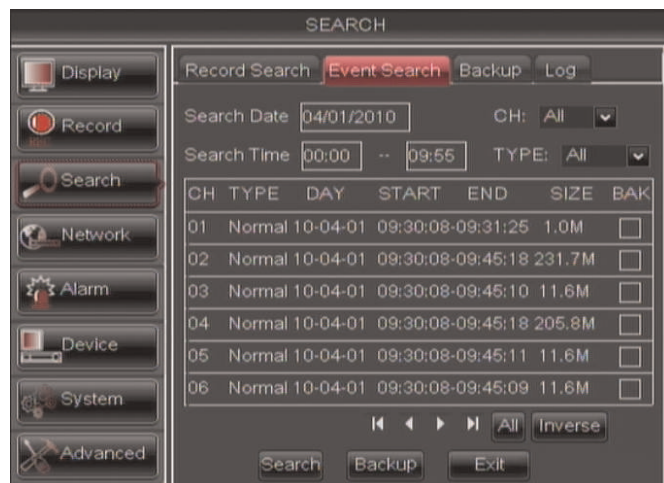 SEARCH
Display
Record
REC
Search
Network
Alarm
Device
System
Advanced
Record Search Event Search Backup Log
Search Date 04/01/2010 CH: All
Search Time 00:00 -- 09:55 TYPE: All
CH TYPE DAY START END SIZE BAK
01 Normal 10-04-01 09:30:08-09:31:25 1.0M
02 Normal 10-04-01 09:30:08-09:45:18 231.7M
03 Normal 10-04-01 09:30:08-09:45:10 11.6M
04 Normal 10-04-01 09:30:08-09:45:18 205.8M
05 Normal 10-04-01 09:30:08-09:45:11 11.6M
06 Normal 10-04-01 09:30:08-09:45:09 11.6M
All Inverse
Search Backup Exit